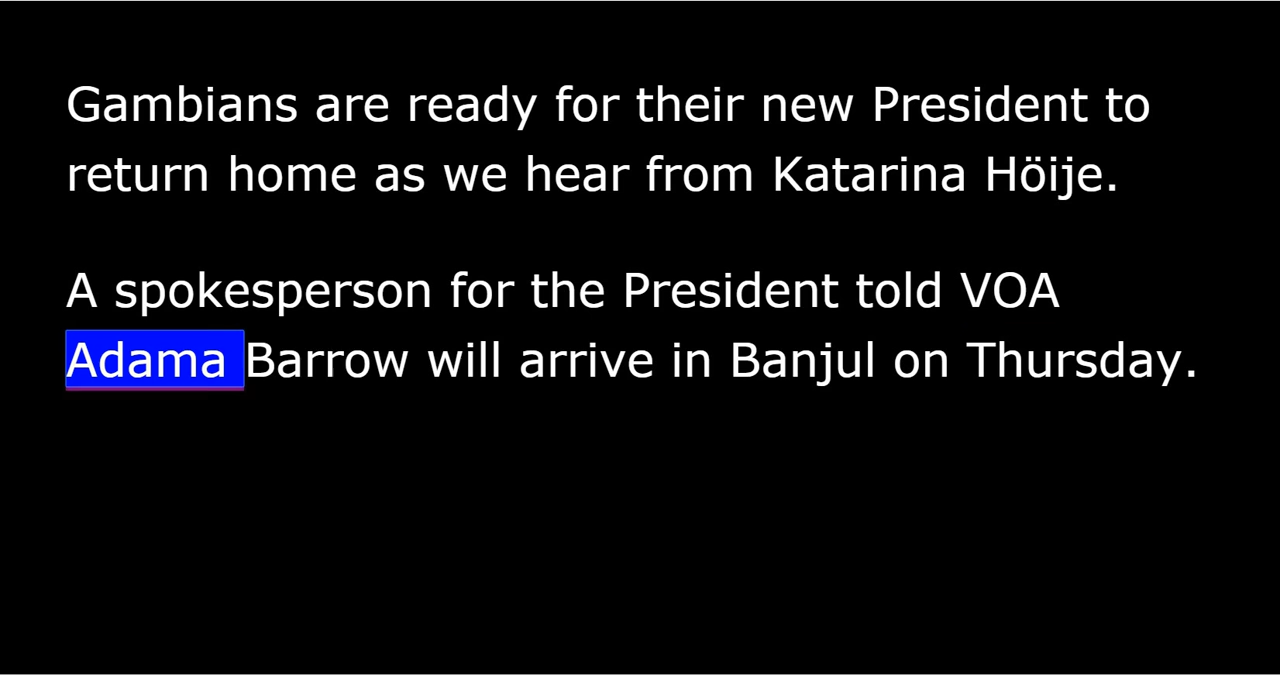 Gambians are ready for their new President to
return home as we hear from Katarina Höije.
A spokesperson for the President told VOA
Adama Barrow will arrive in Banjul on Thursday.